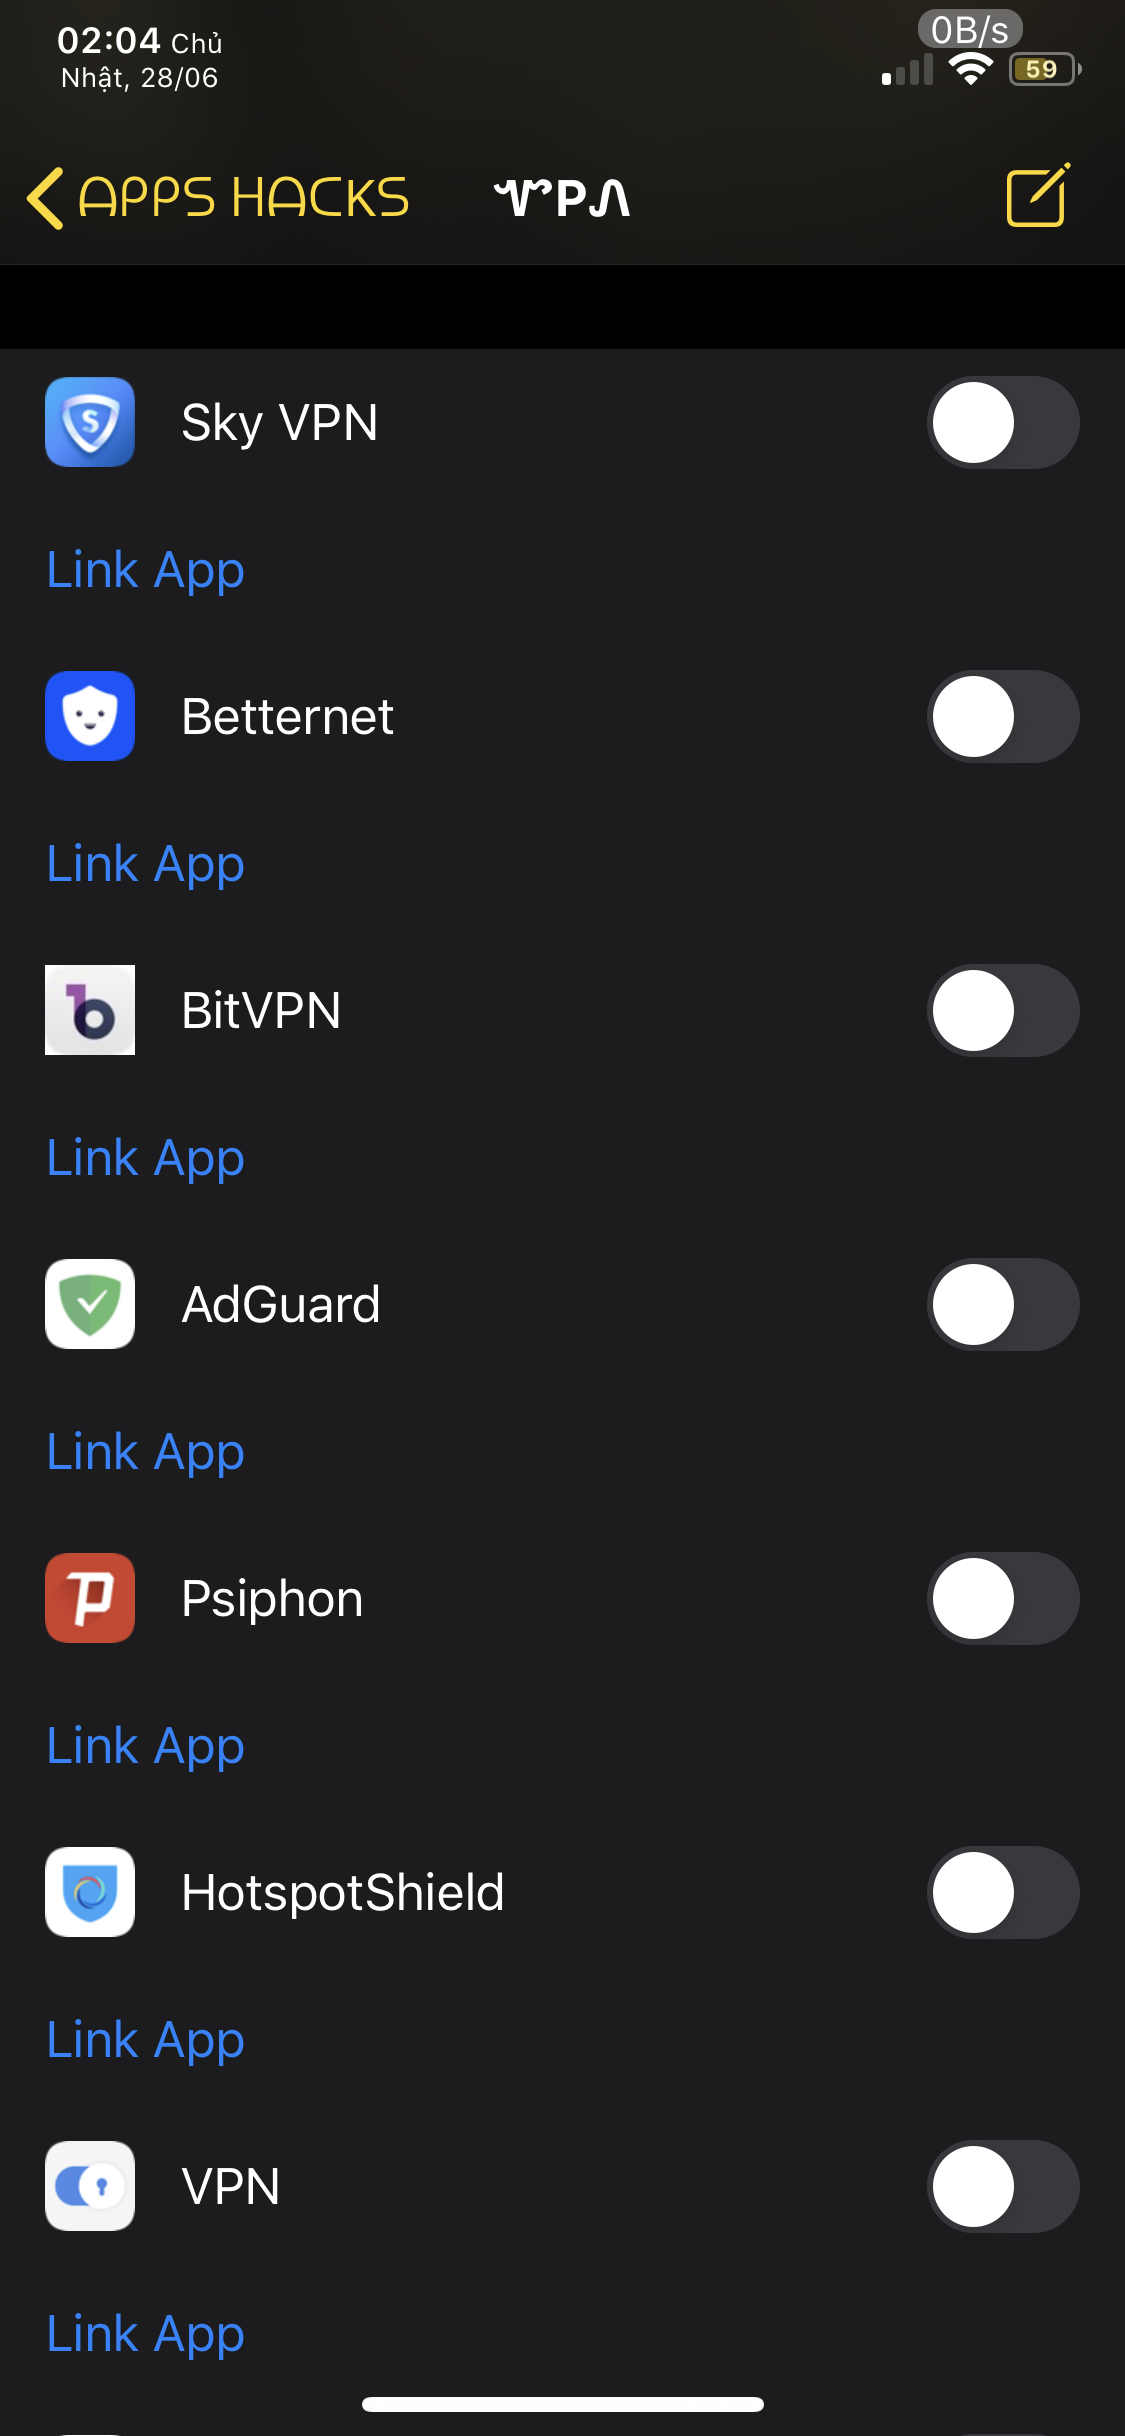 02:04 Chủ
Nhật, 28/06
0B/s
59
APPS HACKS
Sky VPN
Link App
Betternet
Link App
BitVPN
Link App
AdGuard
Link App
Psiphon
Link App
HotspotShield
Link App
VPN
Link App